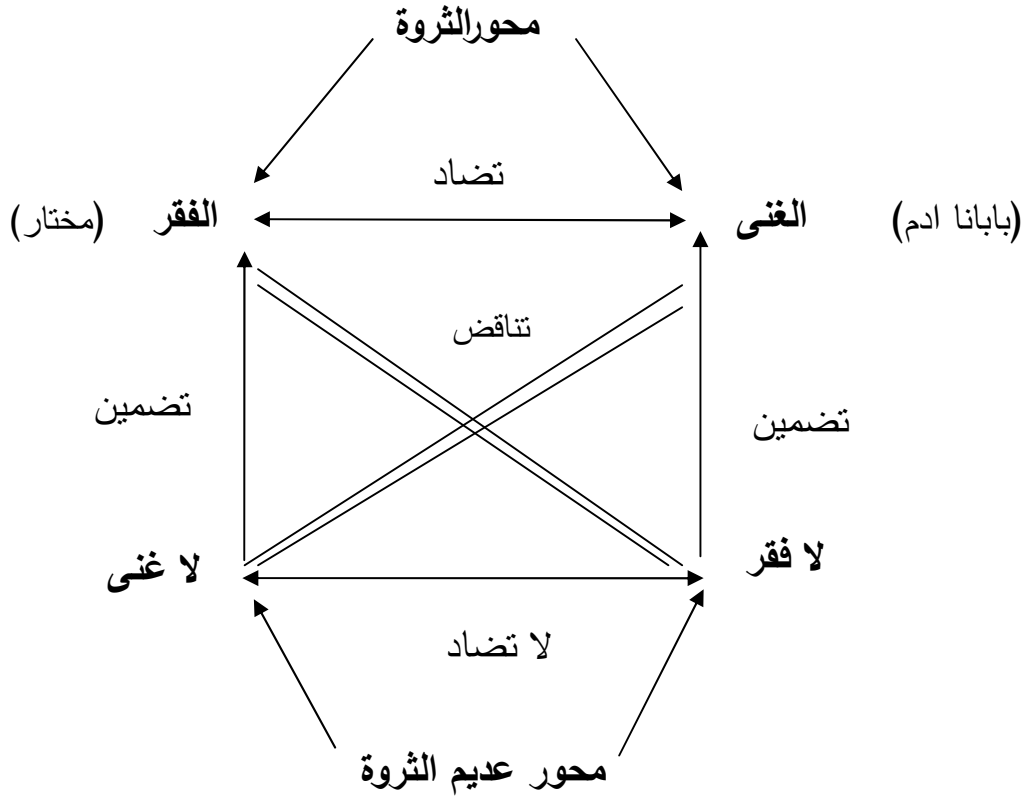 محورالثروة
تضاد
(بابانا ادم) الغنى الفقر (مختار)
تناقض
تضمين تضمين
لا فقر لا غنى
لا تضاد
محور عديم الثروة